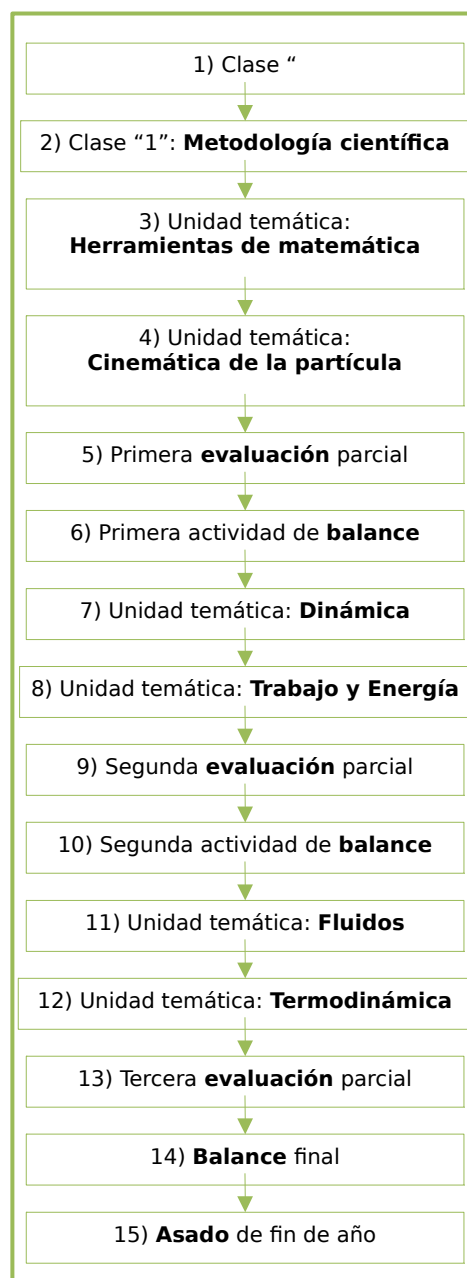 1) Clase “
2) Clase “1”: Metodología científica
3) Unidad temática:
Herramientas de matemática
4) Unidad temática:
Cinemática de la partícula
5) Primera evaluación parcial
6) Primera actividad de balance
7) Unidad temática: Dinámica
8) Unidad temática: Trabajo y Energía
9) Segunda evaluación parcial
10) Segunda actividad de balance
11) Unidad temática: Fluidos
12) Unidad temática: Termodinámica
13) Tercera evaluación parcial
14) Balance final
15) Asado de fin de año